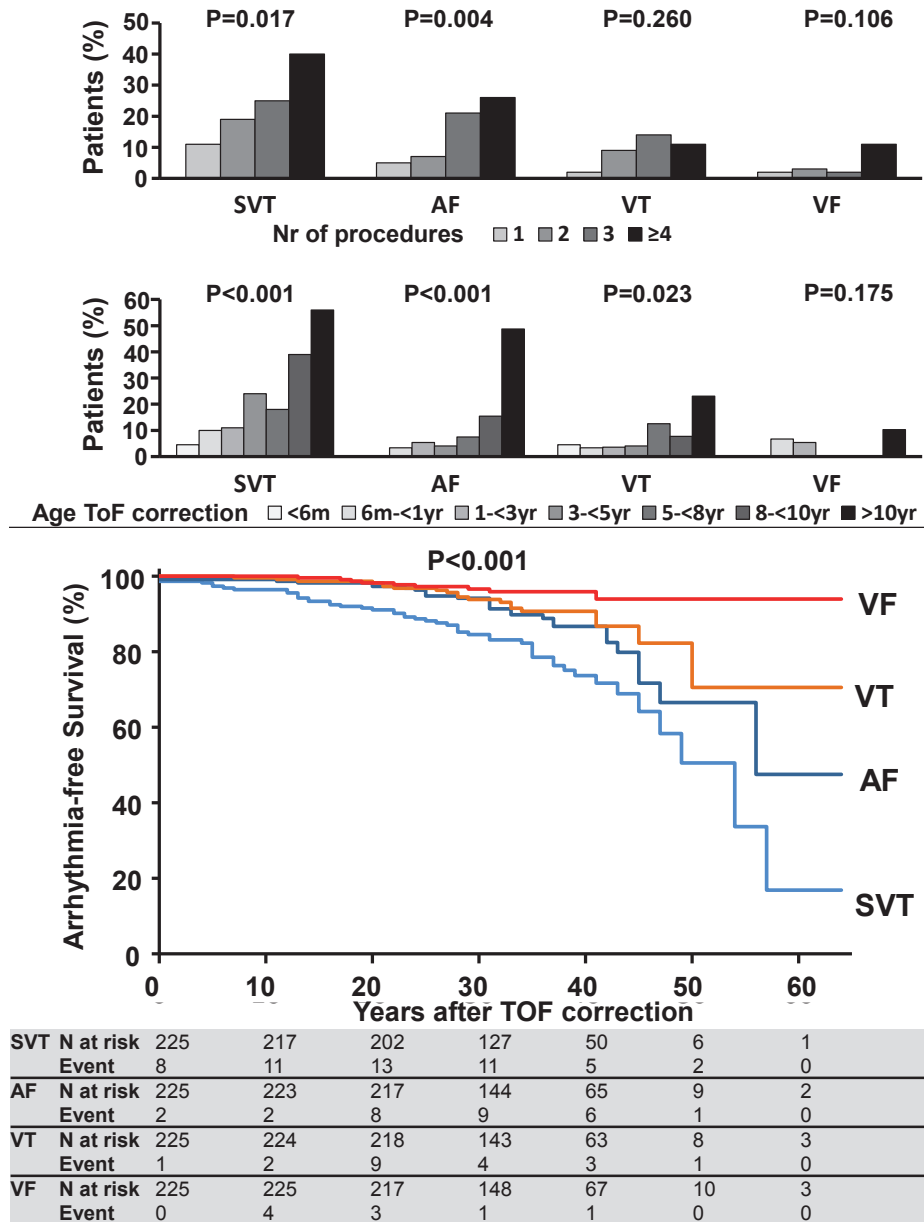 P=0.017 P=0.004 P=0.260 P=0.106
Patients (%)
50
40
30
20
10
0
SVT AF VT VF
Nr of procedures 1 2 3 ≥4
P<0.001 P<0.001 P=0.023 P=0.175
Patients (%)
60
50
40
30
20
10
0
SVT AF VT VF
Age ToF correction <6m 6m-<1yr 1-<3yr 3-<5yr 5-<8yr 8-<10yr >10yr
P<0.001
Arrhythmia-free Survival (%)
100
80
60
40
20
0
VF
VT
AF
SVT
0 10 20 30 40 50 60
Years after TOF correction
SVT N at risk 225 217 202 127 50 6 1
Event 8 11 13 11 5 2 0
AF N at risk 225 223 217 144 65 9 2
Event 2 2 8 9 6 1 0
VT N at risk 225 224 218 143 63 8 3
Event 1 2 9 4 3 1 0
VF N at risk 225 225 217 148 67 10 3
Event 0 4 3 1 1 0 0